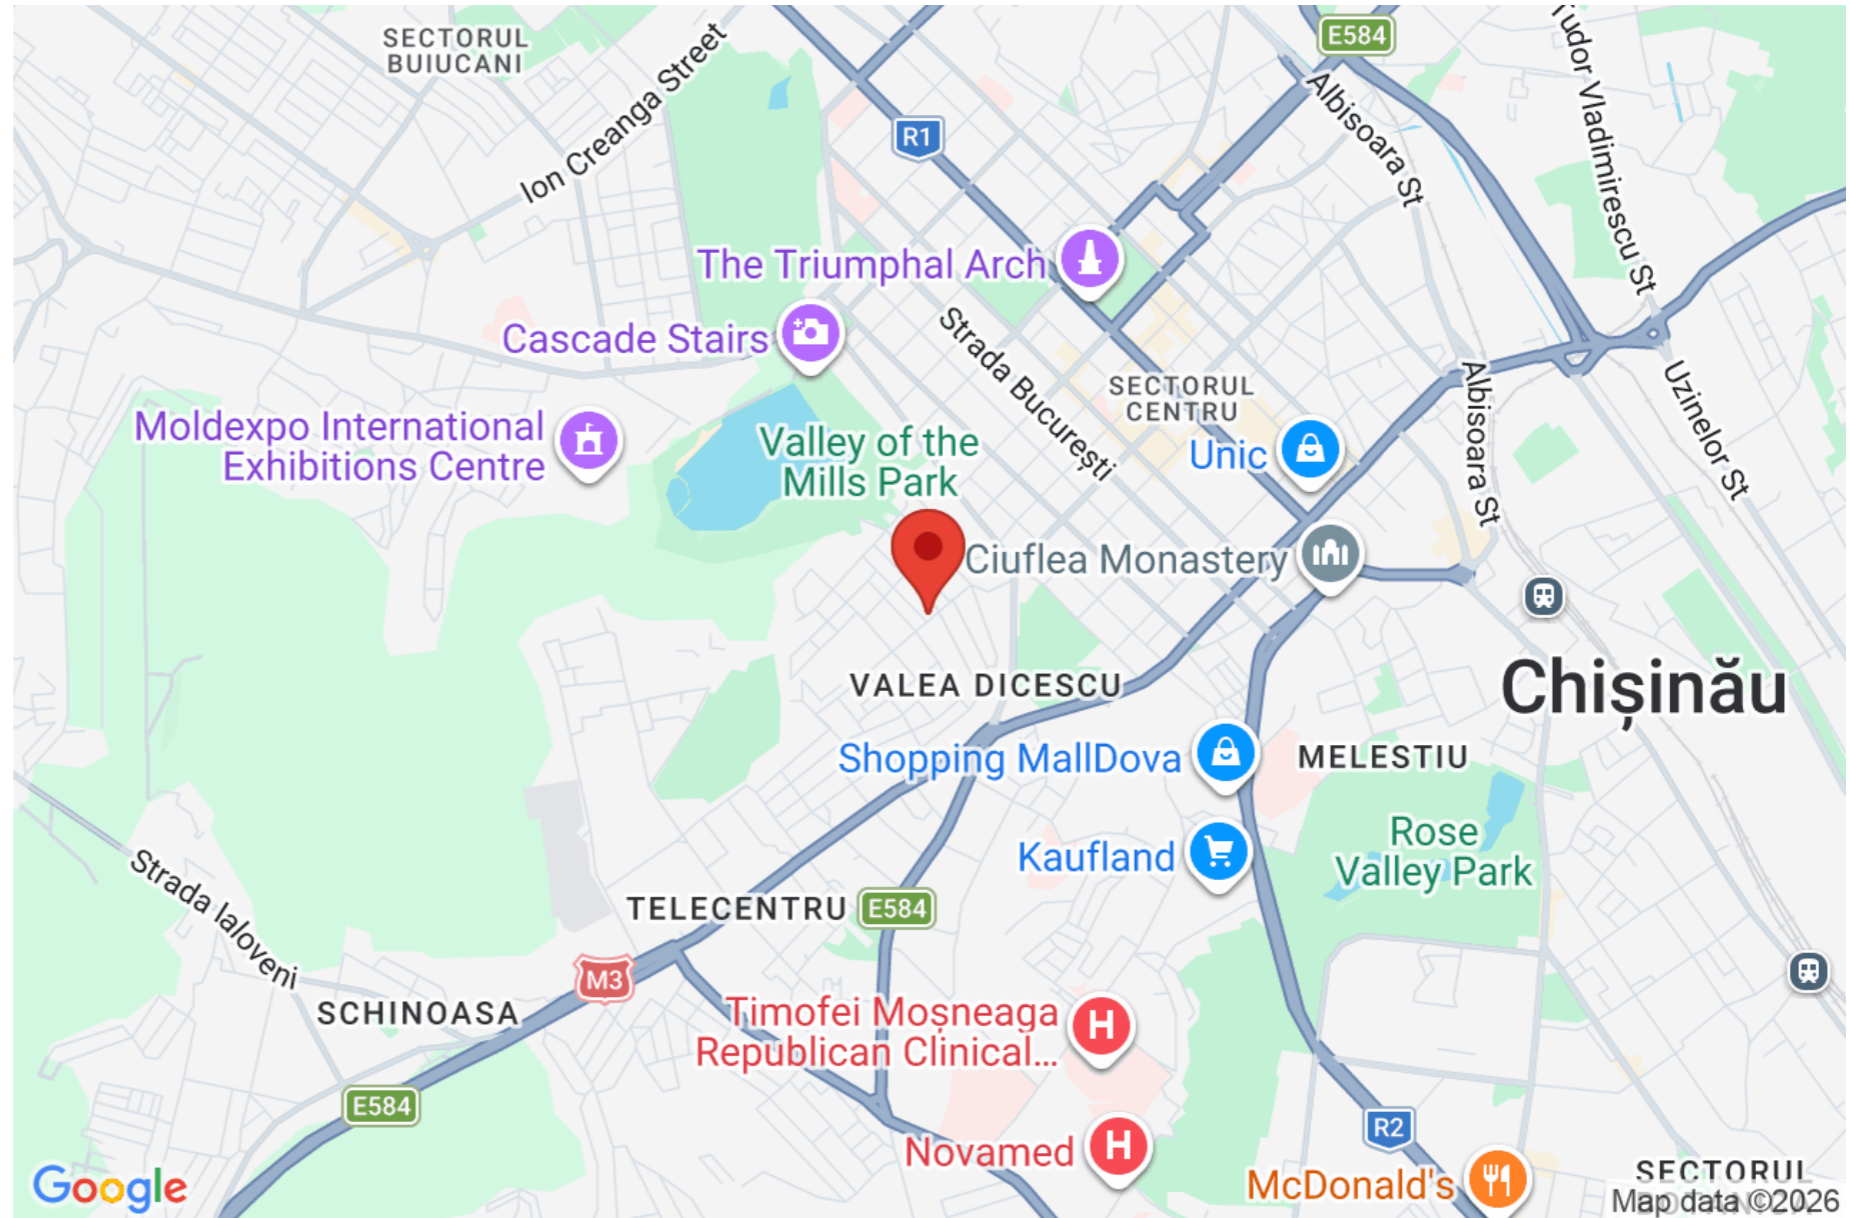 SECTORUL
BUIUCANI
Ion Creanga Street
E584
Tudor Vladimirescu St
Albisoara St
R1
The Triumphal Arch
Cascade Stairs
Strada București
SECTORUL
CENTRU
Albisoara St
Uzinelor St
Moldexpo International
Exhibitions Centre
Valley of the
Mills Park
Unic
Ciuflea Monastery
VALEA DICESCU
Chișinău
Shopping MallDova
MELESTIU
Kaufland
Rose
Valley Park
Strada Ialoveni
TELECENTRU
E584
M3
SCHINOASA
Timofei Moșneaga
Republican Clinical...
H
E584
R2
Novamed
H
McDonald's
SECTORUL
Google
Map data ©2026